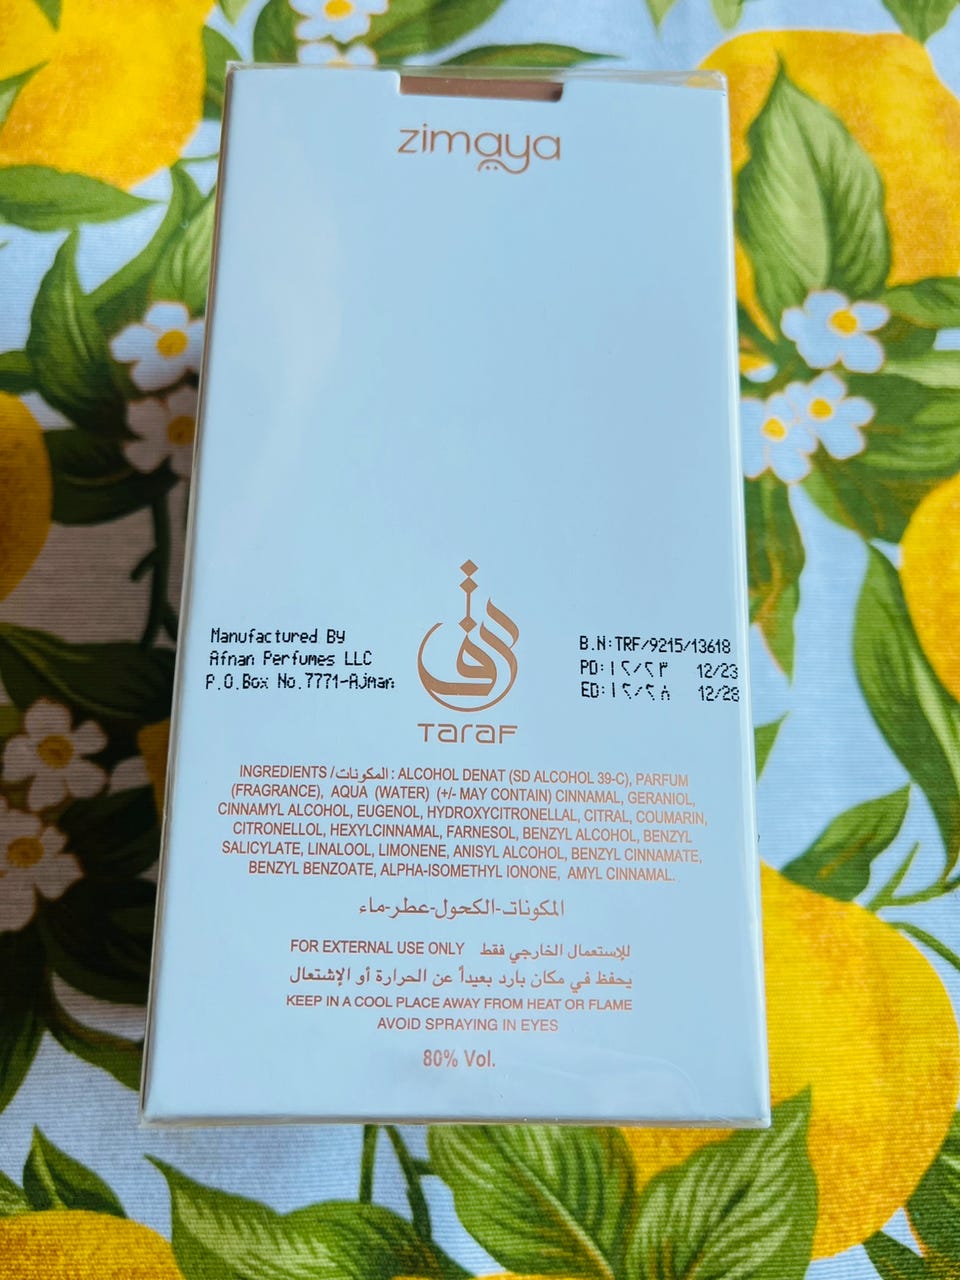 zimaya
Manufactured By
Afnan Perfumes LLC
P.O.Box No.7771-Ajman
B.N:TRF/9215/13618
PD:١٢/٢٣ 12/23
ED:١٢/٢٨ 12/28
TaraF
INGREDIENTS / المكونات : ALCOHOL DENAT (SD ALCOHOL 39-C), PARFUM
(FRAGRANCE), AQUA (WATER) (+/- MAY CONTAIN) CINNAMAL, GERANIOL,
CINNAMYL ALCOHOL, EUGENOL, HYDROXYCITRONELLAL, CITRAL, COUMARIN,
CITRONELLOL, HEXYLCINNAMAL, FARNESOL, BENZYL ALCOHOL, BENZYL
SALICYLATE, LINALOOL, LIMONENE, ANISYL ALCOHOL, BENZYL CINNAMATE,
BENZYL BENZOATE, ALPHA-ISOMETHYL IONONE, AMYL CINNAMAL.
المكونات-الكحول-عطر-ماء
FOR EXTERNAL USE ONLY للإستعمال الخارجي فقط
يحفظ في مكان بارد بعيداً عن الحرارة أو الإشتعال
KEEP IN A COOL PLACE AWAY FROM HEAT OR FLAME
AVOID SPRAYING IN EYES
80% Vol.